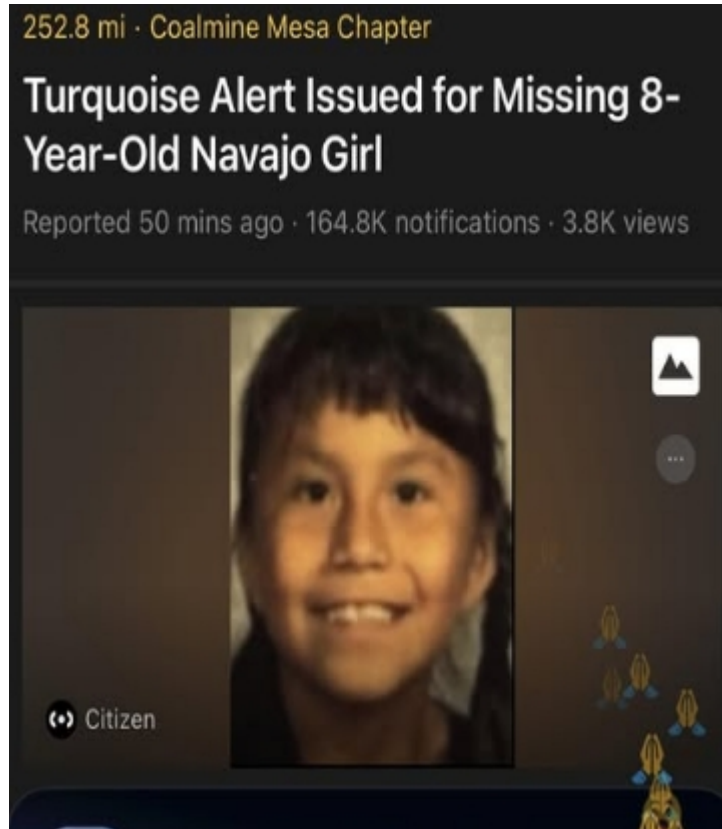 252.8 mi · Coalmine Mesa Chapter
Turquoise Alert Issued for Missing 8-
Year-Old Navajo Girl
Reported 50 mins ago · 164.8K notifications · 3.8K views
Citizen